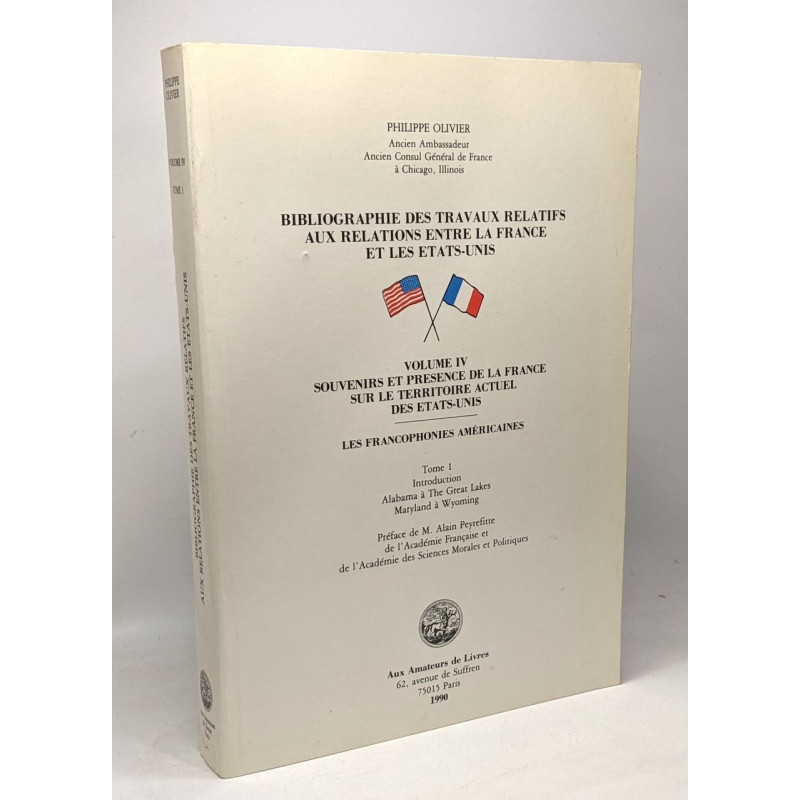 PHILIPPE OLIVIER
Ancien Ambassadeur
Ancien Consul Général de France
à Chicago, Illinois
BIBLIOGRAPHIE DES TRAVAUX RELATIFS
AUX RELATIONS ENTRE LA FRANCE
ET LES ETATS-UNIS
VOLUME IV
SOUVENIRS ET PRESENCE DE LA FRANCE
SUR LE TERRITOIRE ACTUEL
DES ETATS-UNIS
LES FRANCOPHONIES AMÉRICAINES
Tome 1
Introduction
Alabama à The Great Lakes
Maryland à Wyoming
Préface de M. Alain Peyrefitte
de l'Académie Française et
de l'Académie des Sciences Morales et Politiques
Aux Amateurs de Livres
62, avenue de Suffren
75015 Paris
1990
PHILIPPE
OLIVIER
VOLUME IV
TOME 1
BIBLIOGRAPHIE DES TRAVAUX RELATIFS
AUX RELATIONS ENTRE LA FRANCE ET LES ETATS-UNIS